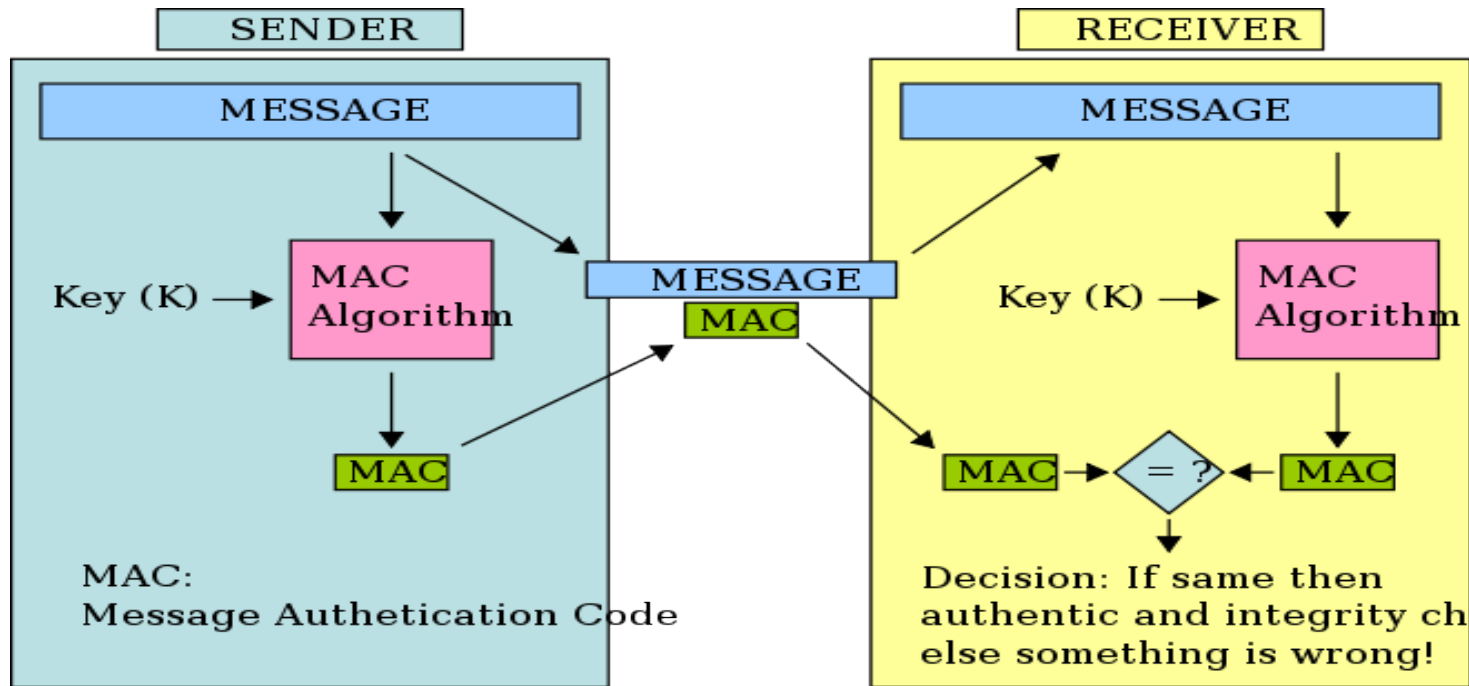 SENDER
MESSAGE
Key (K)
MAC
Algorithm
MAC
MAC:
Message Authetication Code
MESSAGE
MAC
RECEIVER
MESSAGE
Key (K)
MAC
Algorithm
MAC
= ?
MAC
Decision: If same then
authentic and integrity ch
else something is wrong!